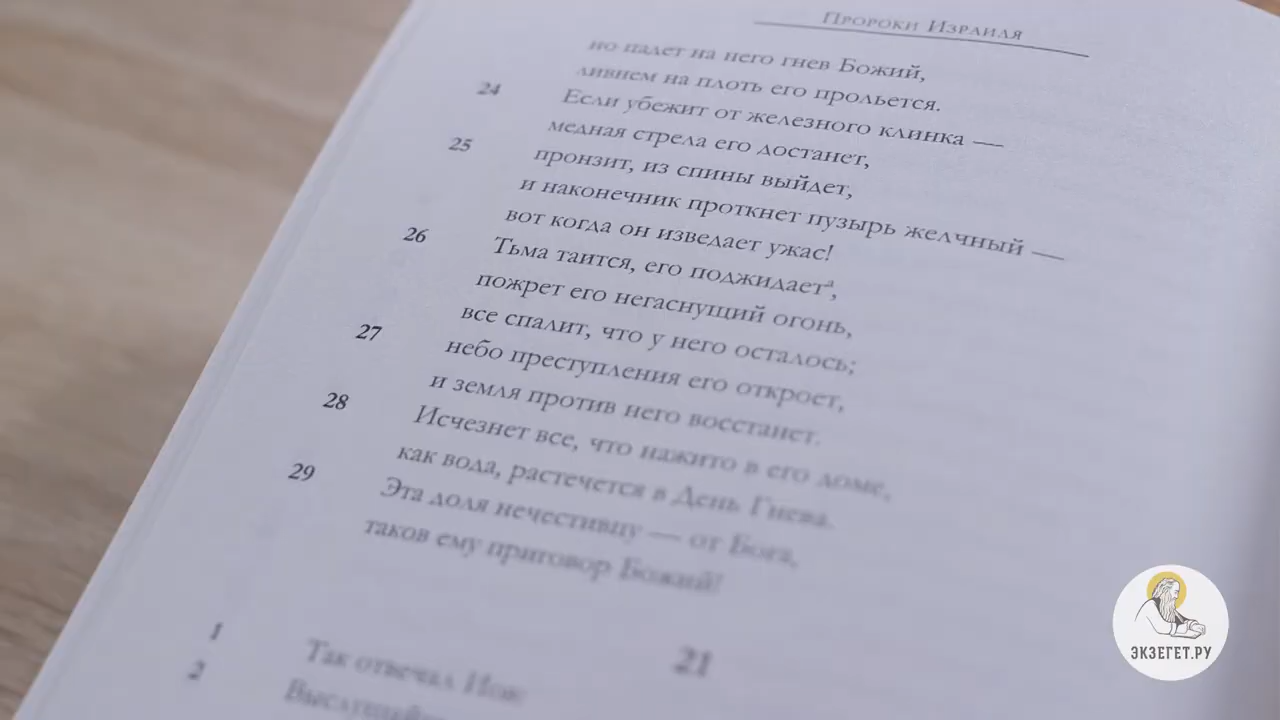 Пророки Израиля
но падет на него гнев Божий,
ливнем на плоть его прольется.
24 Если убежит от железного клинка —
медная стрела его достанет,
25 пронзит, из спины выйдет,
и наконечник проткнет пузырь желчный —
вот когда он изведает ужас!
26 Тьма таится, его поджидаетª,
пожрет его негаснущий огонь,
все спалит, что у него осталось;
27 небо преступления его откроет,
и земля против него восстанет.
28 Исчезнет все, что нажито в его доме,
как вода, растечется в День Гнева.
29 Эта доля нечестивцу — от Бога,
таков ему приговор Божий!
21
1 Так отвечал Иов:
2
ЭКЗЕГЕТ.РУ